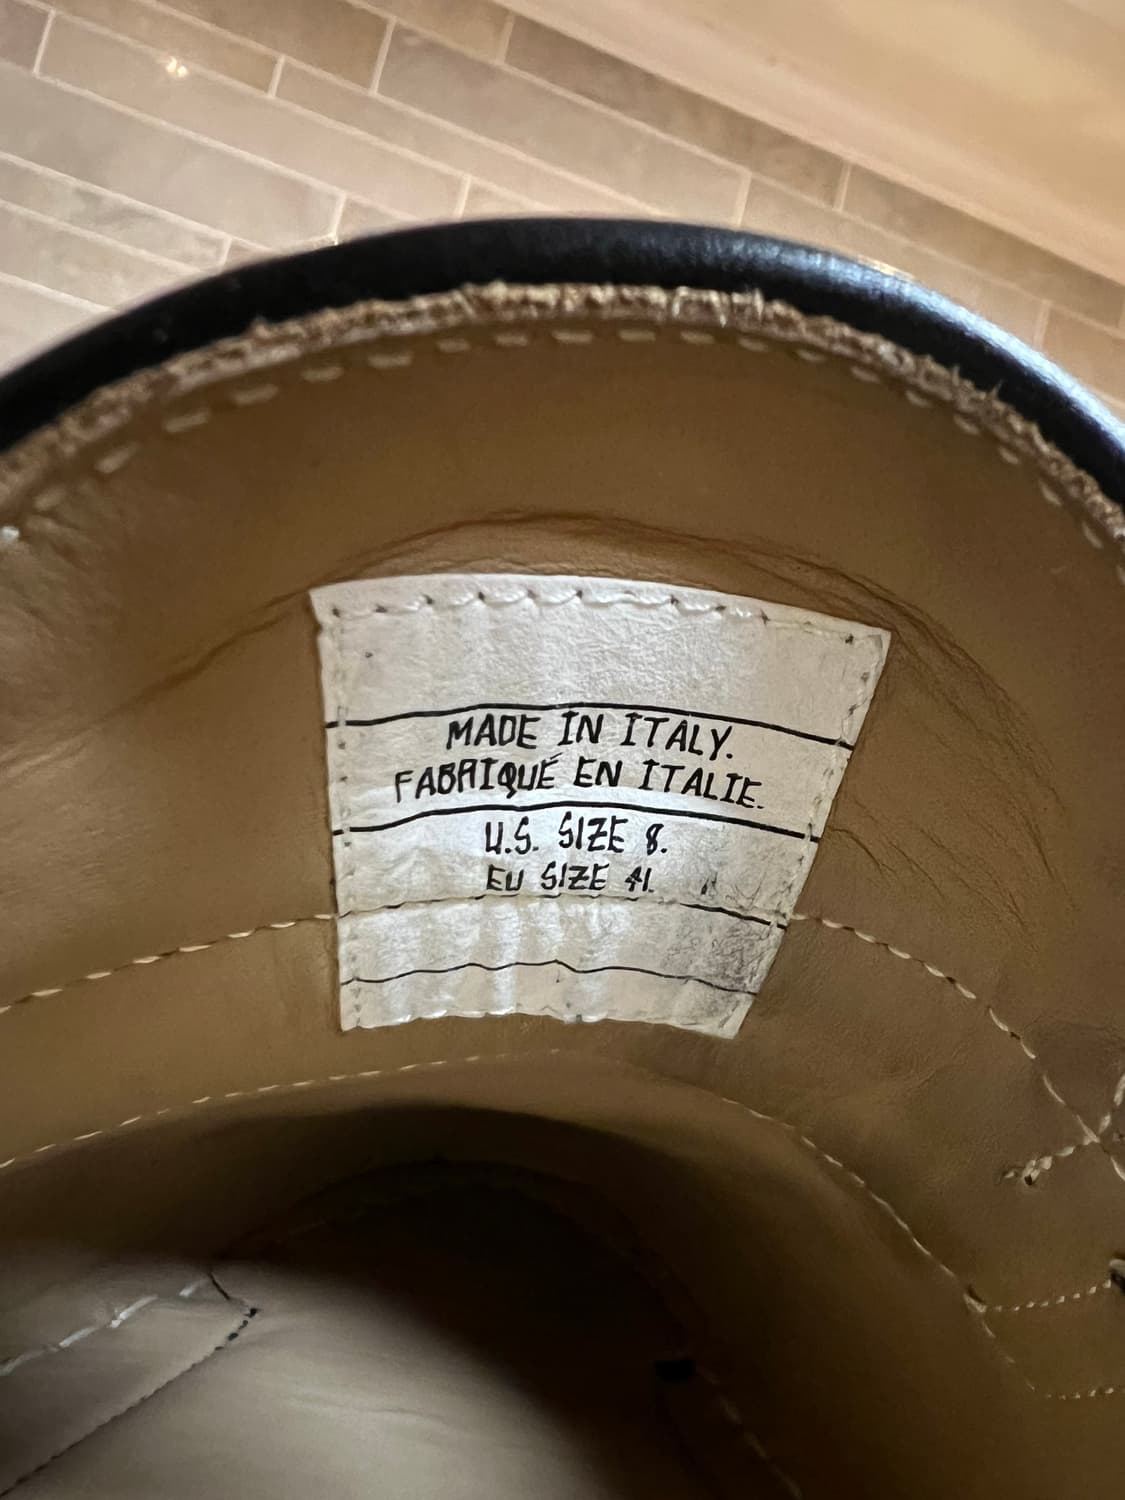 MADE IN ITALY.
FABRIQUÉ EN ITALIE.
U.S. SIZE 8.
EU SIZE 41.